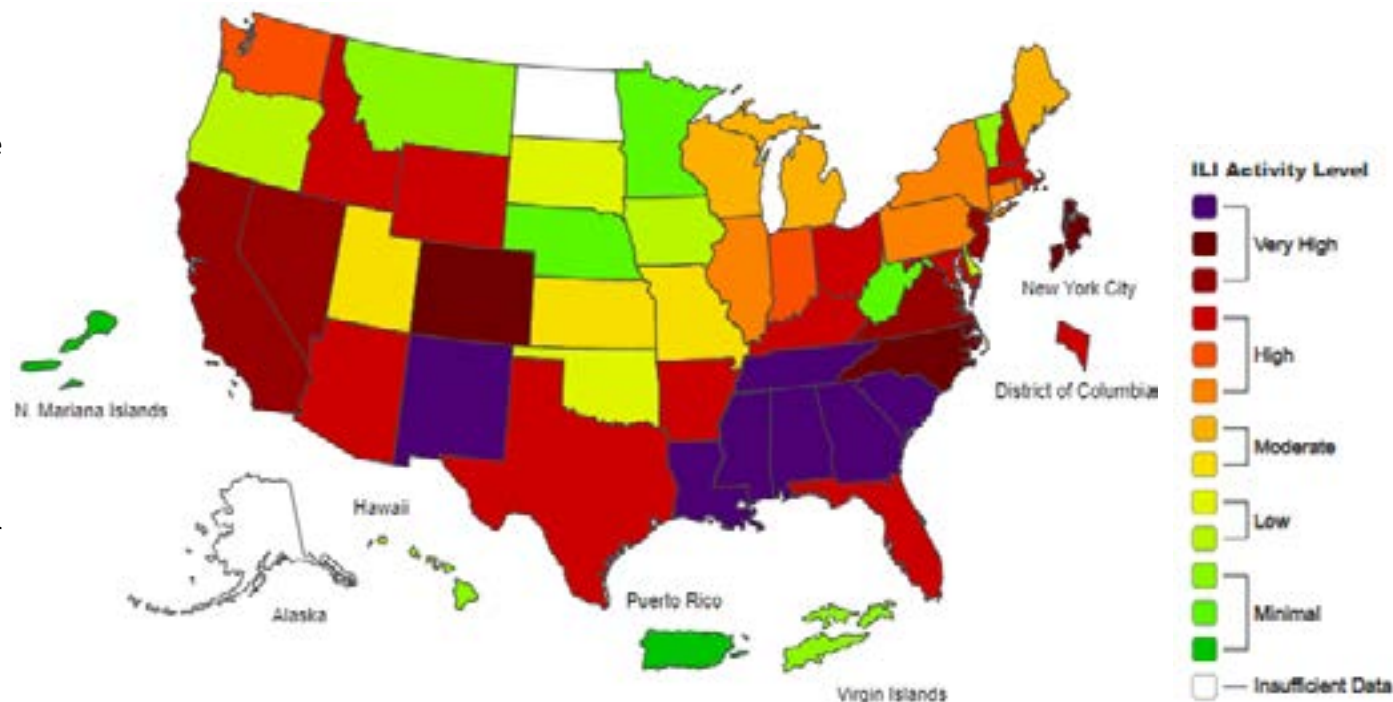 ILI Activity Level
Very High
New York City
High
District of Columbia
N. Mariana Islands
Moderate
Hawaii
Low
Puerto Rico
Alaska
Minimal
Virgin Islands
Insufficient Data